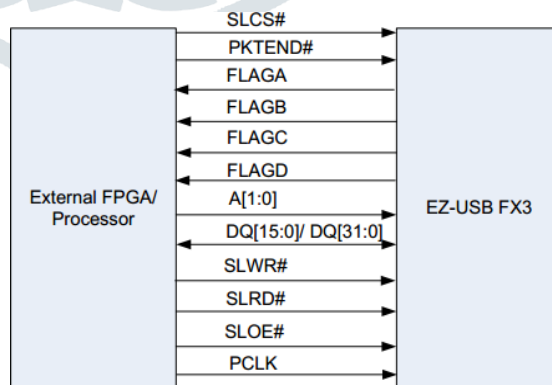 SLCS#
PKTEND#
FLAGA
FLAGB
FLAGC
FLAGD
External FPGA/
Processor
A[1:0]
EZ-USB FX3
DQ[15:0]/ DQ[31:0]
SLWR#
SLRD#
SLOE#
PCLK